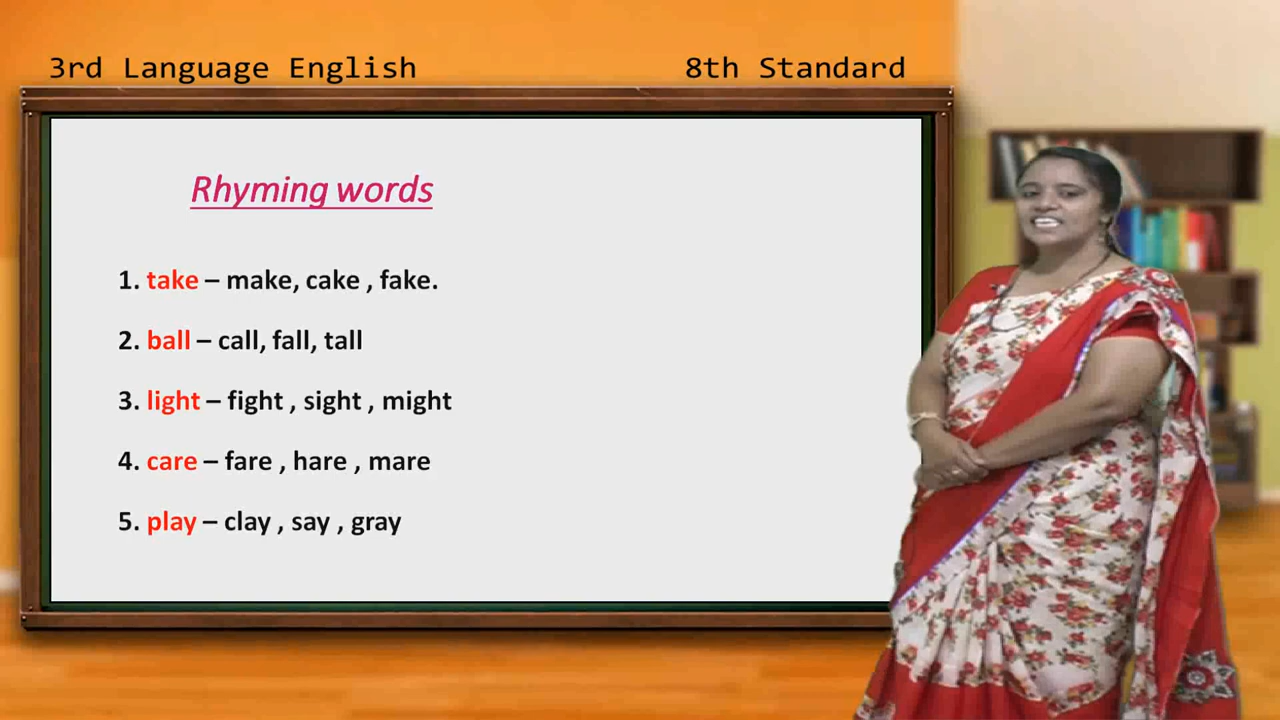 3rd Language English
8th Standard
Rhyming words
1. take – make, cake , fake.
2. ball – call, fall, tall
3. light – fight , sight , might
4. care – fare , hare , mare
5. play – clay , say , gray